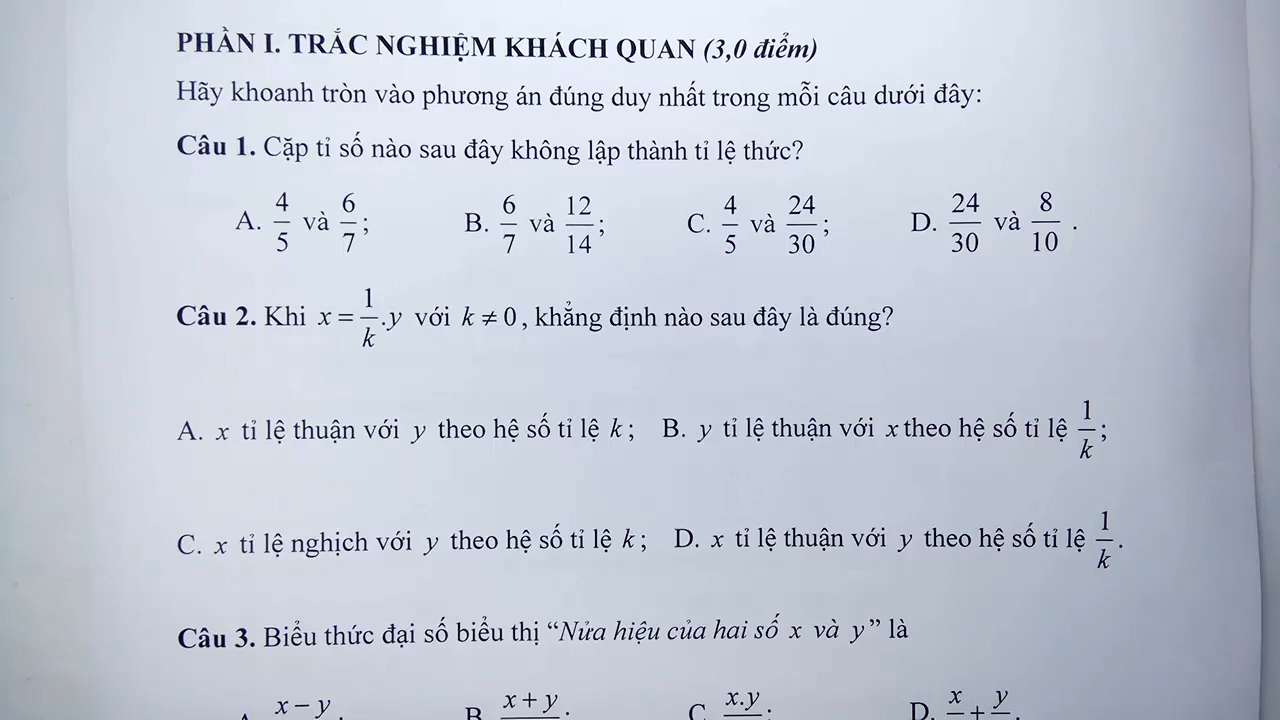 PHẦN I. TRẮC NGHIỆM KHÁCH QUAN (3,0 điểm)
Hãy khoanh tròn vào phương án đúng duy nhất trong mỗi câu dưới đây:
Câu 1. Cặp tỉ số nào sau đây không lập thành tỉ lệ thức?
A. 4/5 và 6/7; B. 6/7 và 12/14; C. 4/5 và 24/30; D. 24/30 và 8/10.
Câu 2. Khi x = 1/k .y với k ≠ 0, khẳng định nào sau đây là đúng?
A. x tỉ lệ thuận với y theo hệ số tỉ lệ k; B. y tỉ lệ thuận với x theo hệ số tỉ lệ 1/k;
C. x tỉ lệ nghịch với y theo hệ số tỉ lệ k; D. x tỉ lệ thuận với y theo hệ số tỉ lệ 1/k.
Câu 3. Biểu thức đại số biểu thị “Nửa hiệu của hai số x và y” là
A. x − y; B. x + y; C. x.y; D. x + y.